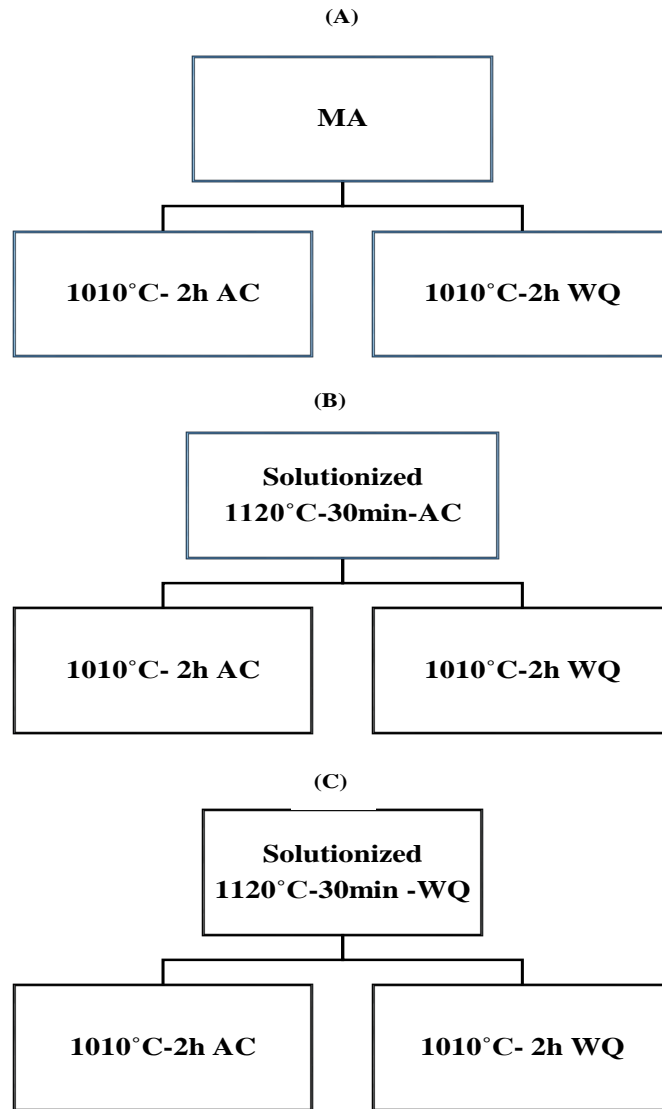 (A)
MA
1010˚C- 2h AC
1010˚C-2h WQ
(B)
Solutionized
1120˚C-30min-AC
1010˚C- 2h AC
1010˚C-2h WQ
(C)
Solutionized
1120˚C-30min -WQ
1010˚C-2h AC
1010˚C- 2h WQ